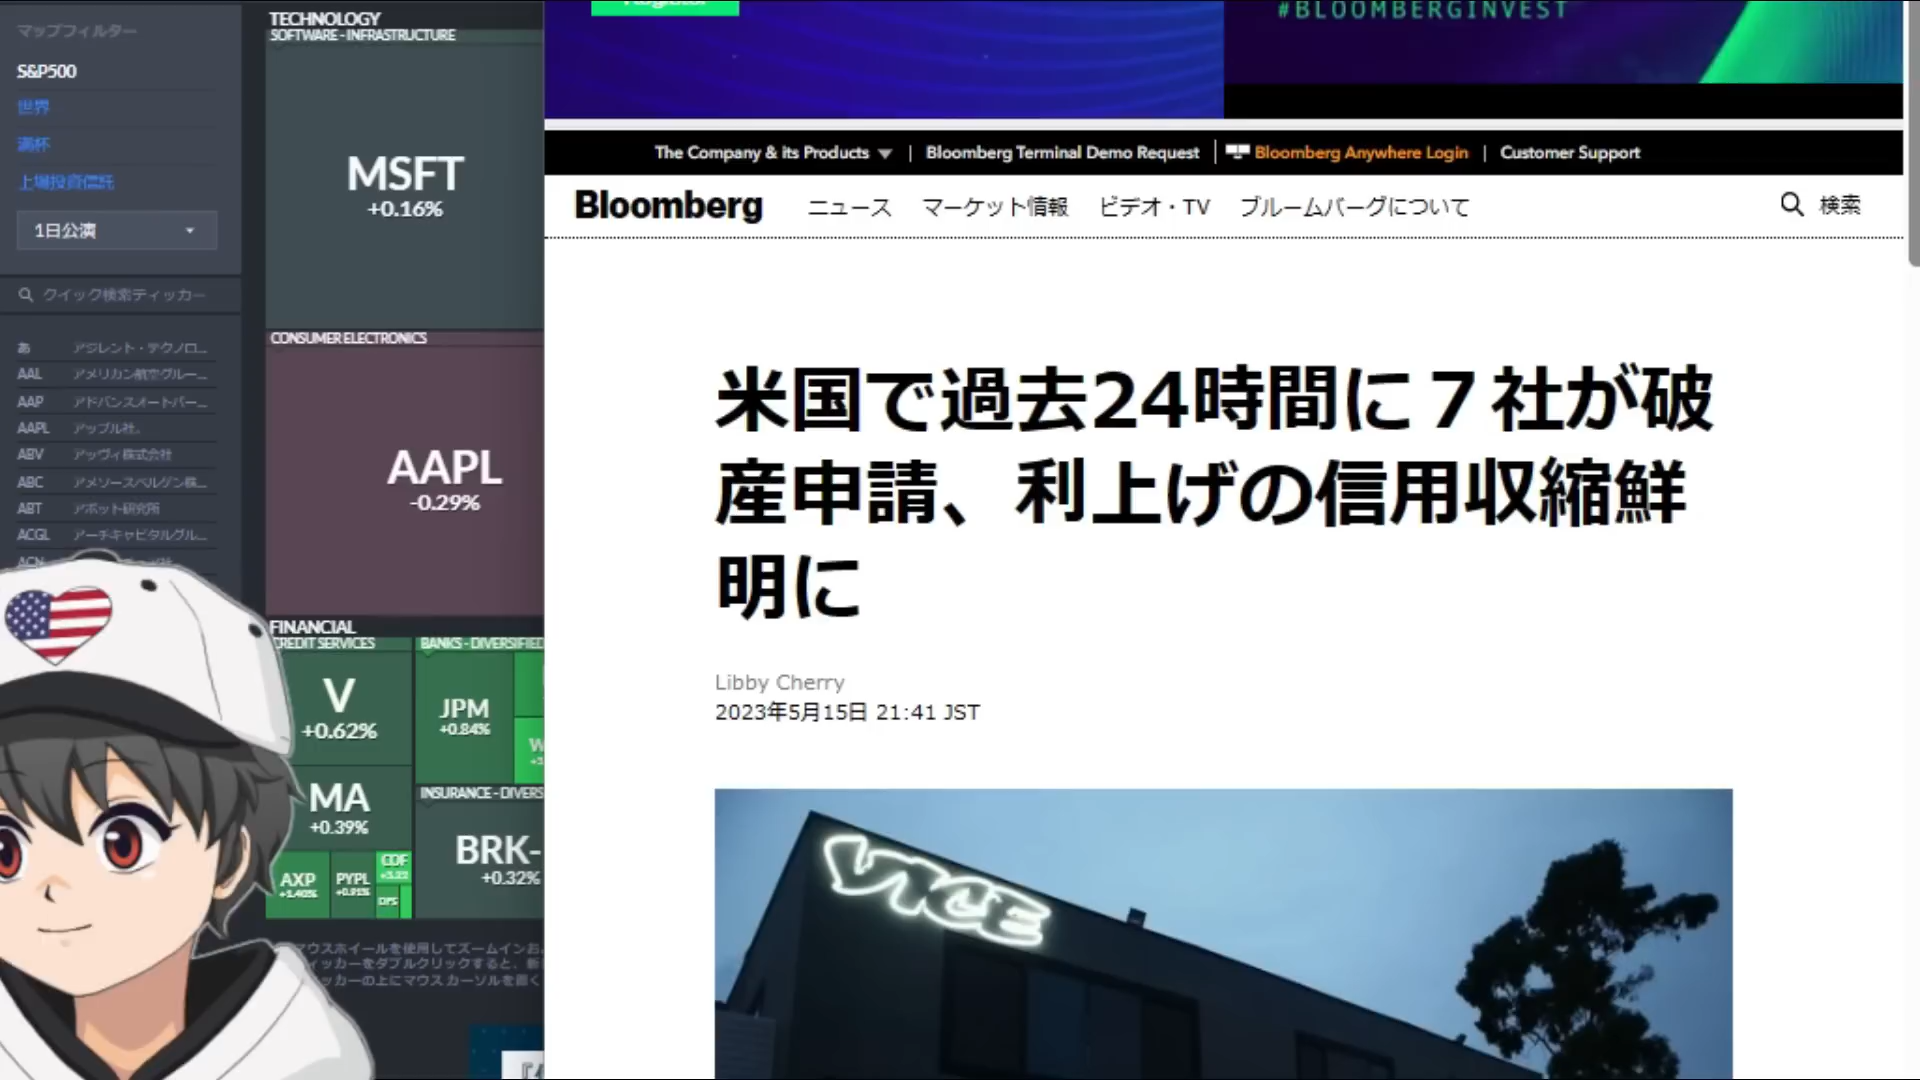 マップフィルター
S&P500
世界
満杯
上場投資信託
1日公演
クイック検索ティッカー
あ アジレント・テクノロ...
AAL アメリカン航空グルー...
AAP アドバンスオートパー...
AAPL アップル社。
ABV アッヴィ株式会社
ABC アメソースベルゲン株...
ABT アボット研究所
ACGL アーチキャピタルグル...
ACN
TECHNOLOGY
SOFTWARE - INFRASTRUCTURE
MSFT
+0.16%
CONSUMER ELECTRONICS
AAPL
-0.29%
FINANCIAL
CREDIT SERVICES
V
+0.62%
MA
+0.39%
AXP
+1.40%
PYPL
+0.91%
COF
DFS
BANKS - DIVERSIFIED
JPM
+0.84%
W
INSURANCE - DIVERS
BRK-
+0.32%
マウスホイールを使用してズームインお
ィッカーをダブルクリックすると、新
ッカーの上にマウス カーソルを置く
Register
#BLOOMBERGINVEST
The Company & its Products | Bloomberg Terminal Demo Request | Bloomberg Anywhere Login | Customer Support
Bloomberg ニュース マーケット情報 ビデオ・TV ブルームバーグについて 検索
米国で過去24時間に７社が破
産申請、利上げの信用収縮鮮
明に
Libby Cherry
2023年5月15日 21:41 JST
VICE